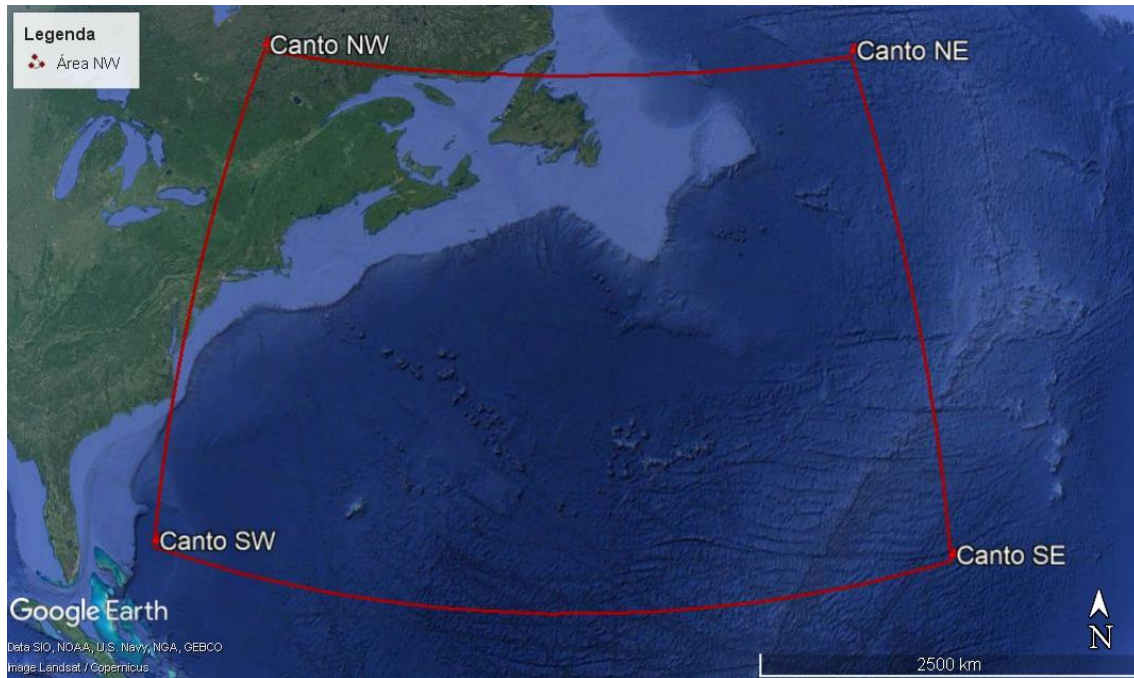 Legenda
Área NW
Canto NW
Canto NE
Canto SW
Canto SE
Google Earth
N
Data SIO, NOAA, U.S. Navy, NGA, GEBCO
Image Landsat / Copernicus
2500 km